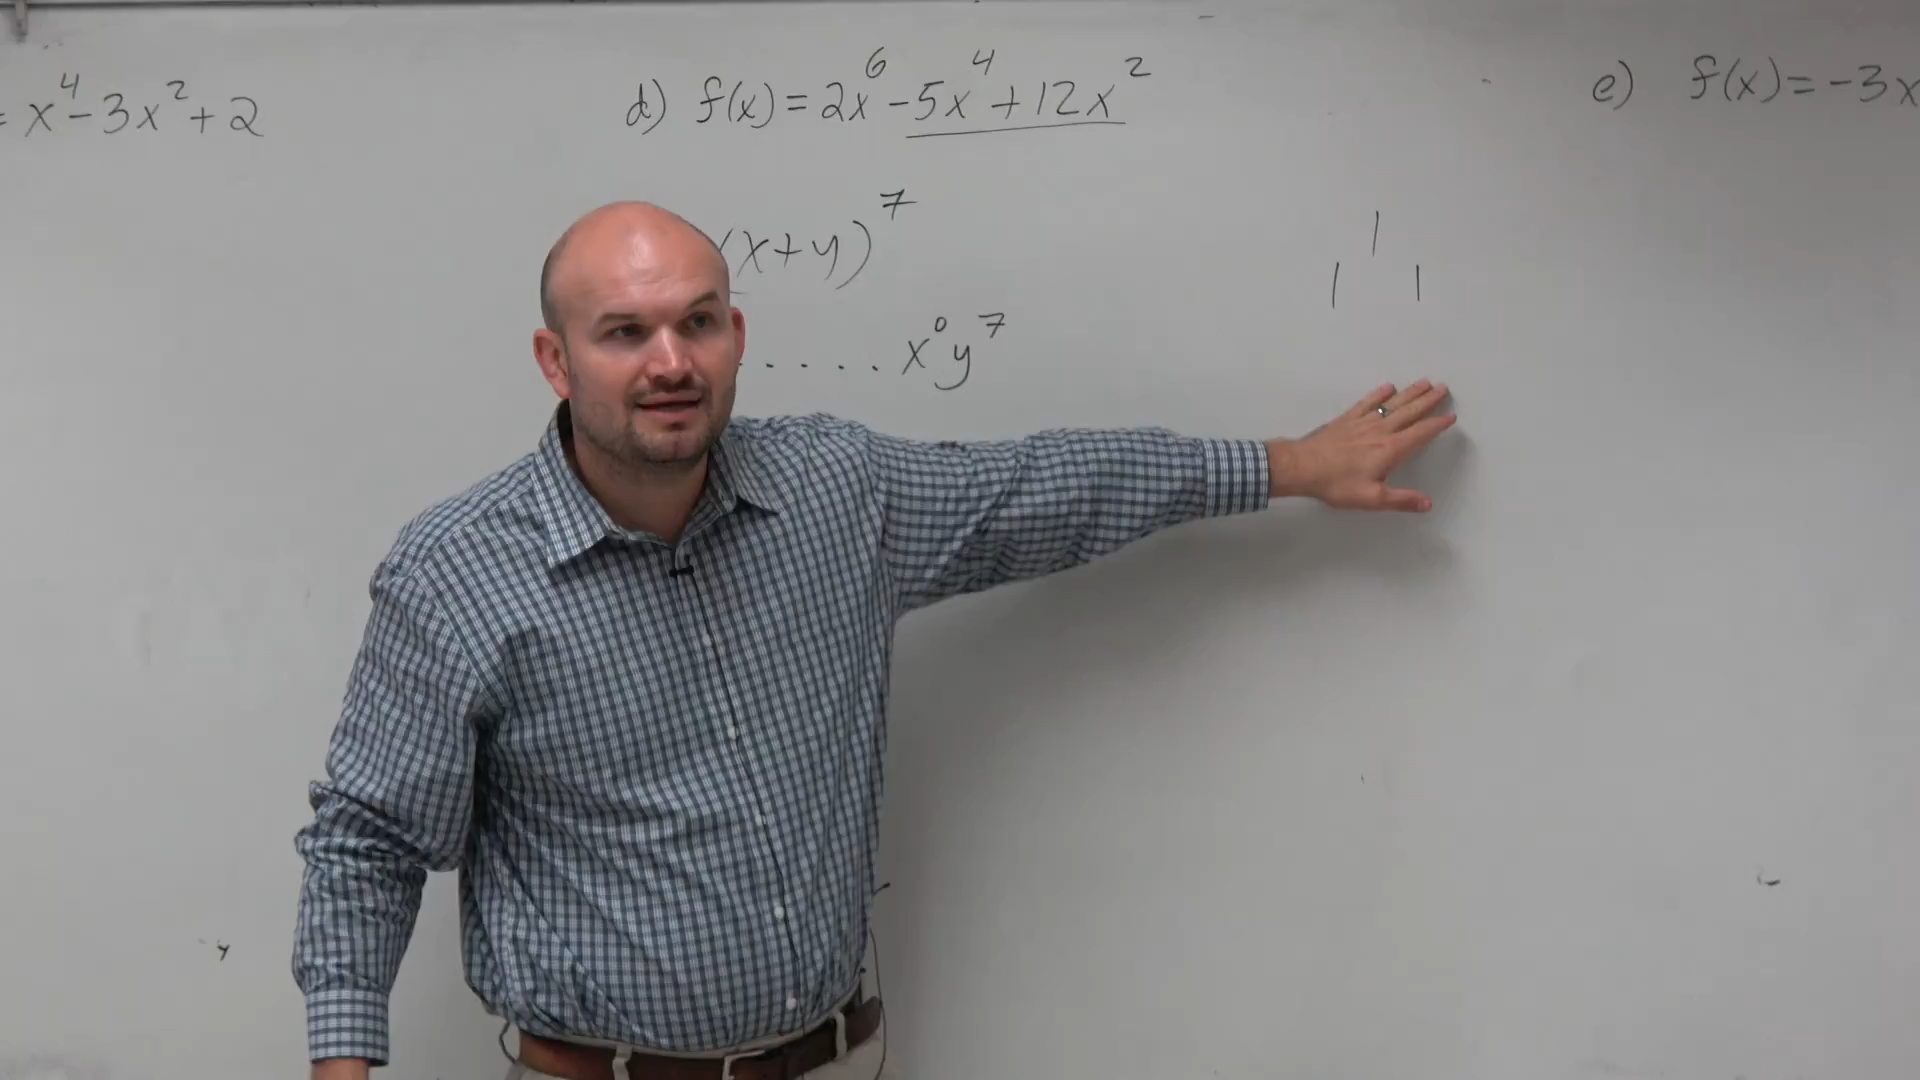 = x⁴-3x²+2
d) f(x)=2x⁶-5x⁴+12x²
e) f(x)=-3x
(x+y)⁷
. . . . . x⁰y⁷
1
1 1